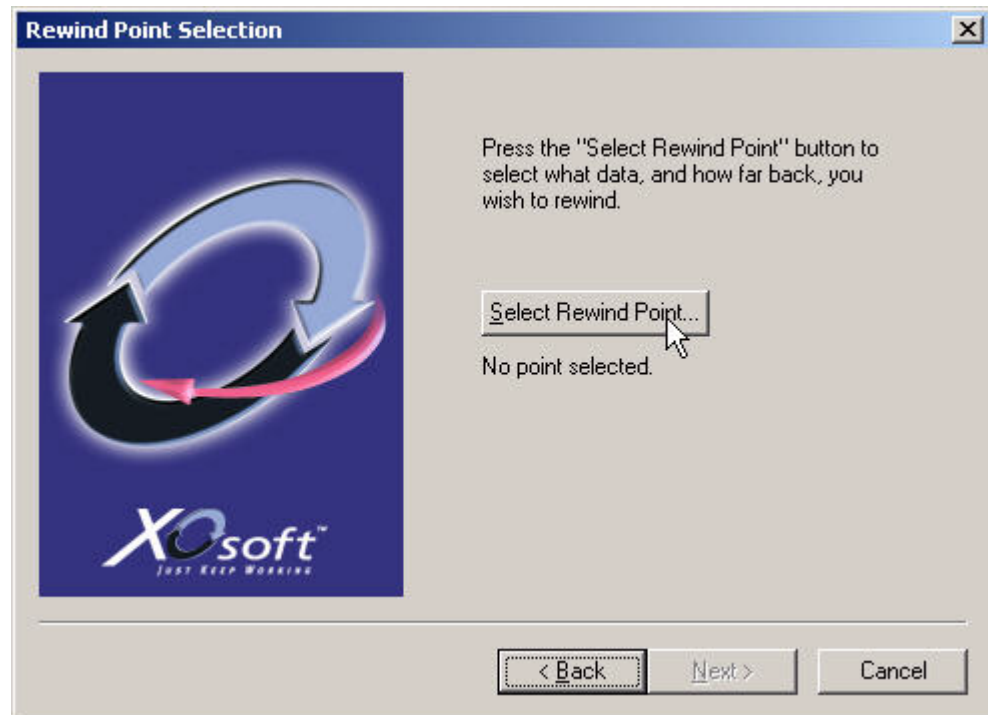 Rewind Point Selection
Press the "Select Rewind Point" button to
select what data, and how far back, you
wish to rewind.
Select Rewind Point...
No point selected.
XOsoft™
JUST KEEP WORKING
< Back
Next >
Cancel